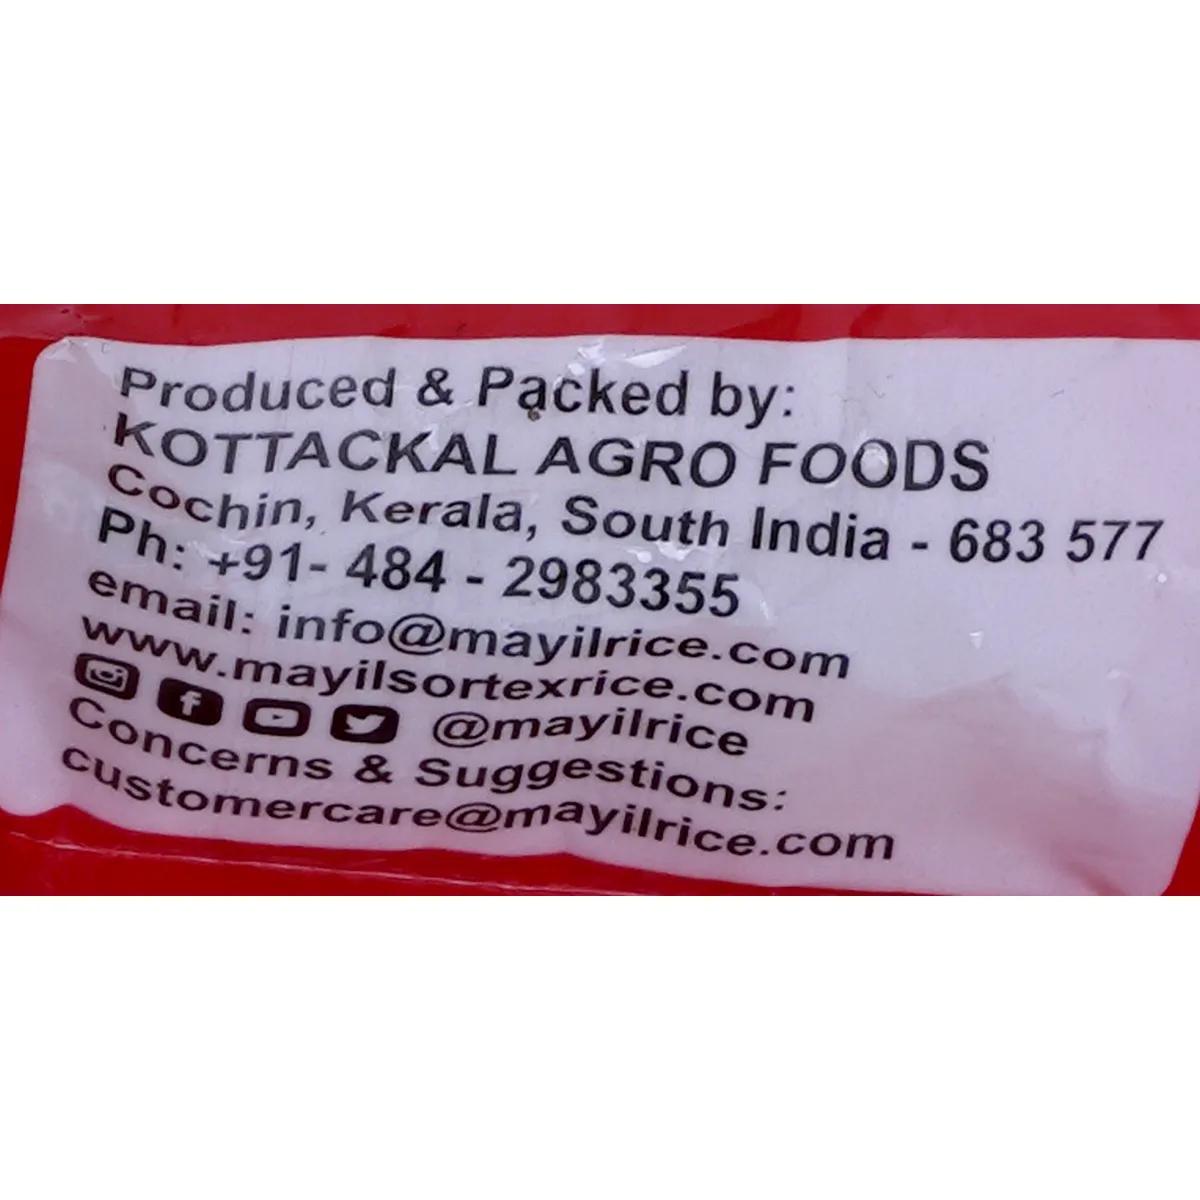 Produced & Packed by:
KOTTACKAL AGRO FOODS
Cochin, Kerala, South India - 683 577
Ph: +91- 484 - 2983355
email: info@mayilrice.com
www.mayilsortexrice.com
@mayilrice
Concerns & Suggestions:
customercare@mayilrice.com